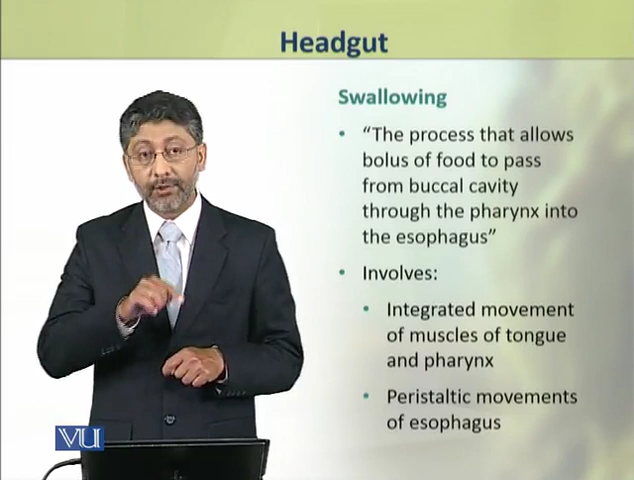 Headgut
Swallowing
• “The process that allows
bolus of food to pass
from buccal cavity
through the pharynx into
the esophagus”
• Involves:
• Integrated movement
of muscles of tongue
and pharynx
• Peristaltic movements
of esophagus
VU